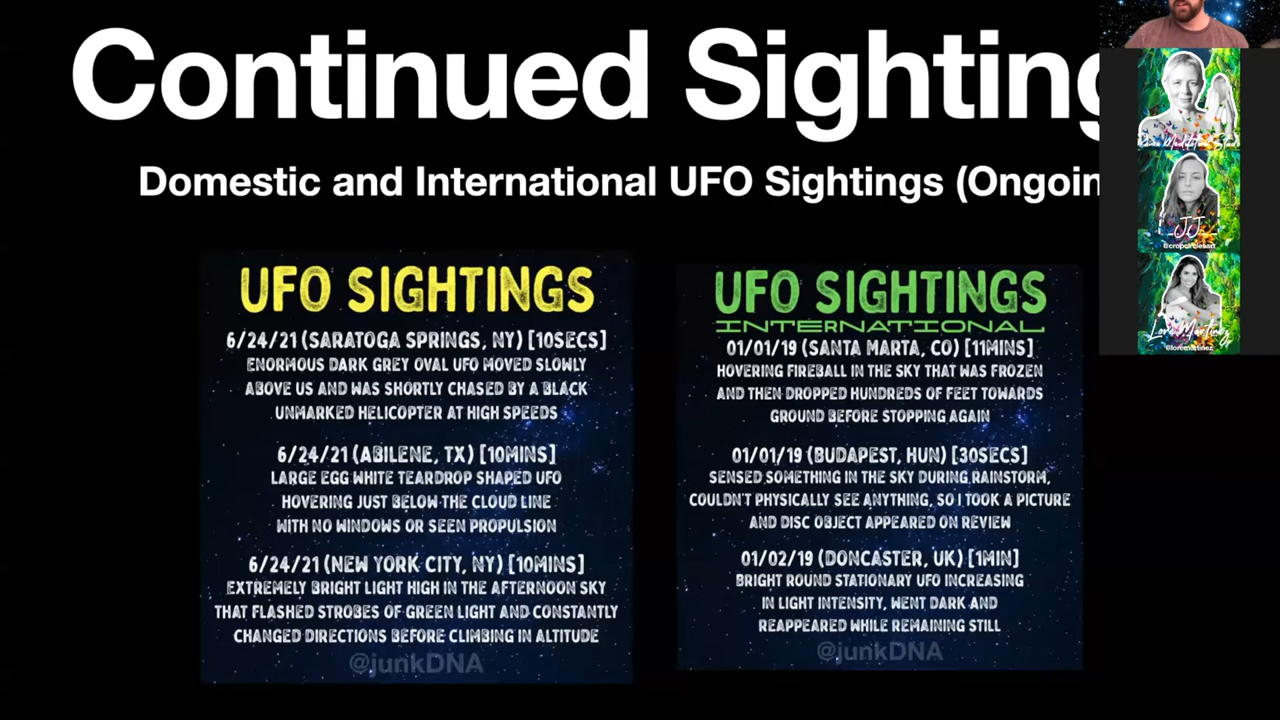 Continued Sighting
Domestic and International UFO Sightings (Ongoin
UFO SIGHTINGS
6/24/21 (SARATOGA SPRINGS, NY) [10SECS]
ENORMOUS DARK GREY OVAL UFO MOVED SLOWLY
ABOVE US AND WAS SHORTLY CHASED BY A BLACK
UNMARKED HELICOPTER AT HIGH SPEEDS
6/24/21 (ABILENE, TX) [10MINS]
LARGE EGG WHITE TEARDROP SHAPED UFO
HOVERING JUST BELOW THE CLOUD LINE
WITH NO WINDOWS OR SEEN PROPULSION
6/24/21 (NEW YORK CITY, NY) [10MINS]
EXTREMELY BRIGHT LIGHT HIGH IN THE AFTERNOON SKY
THAT FLASHED STROBES OF GREEN LIGHT AND CONSTANTLY
CHANGED DIRECTIONS BEFORE CLIMBING IN ALTITUDE
@junkDNA
UFO SIGHTINGS
INTERNATIONAL
01/01/19 (SANTA MARTA, CO) [11MINS]
HOVERING FIREBALL IN THE SKY THAT WAS FROZEN
AND THEN DROPPED HUNDREDS OF FEET TOWARDS
GROUND BEFORE STOPPING AGAIN
01/01/19 (BUDAPEST, HUN) [30SECS]
SENSED SOMETHING IN THE SKY DURING RAINSTORM,
COULDN'T PHYSICALLY SEE ANYTHING, SO I TOOK A PICTURE
AND DISC OBJECT APPEARED ON REVIEW
01/02/19 (DONCASTER, UK) [1MIN]
BRIGHT ROUND STATIONARY UFO INCREASING
IN LIGHT INTENSITY, WENT DARK AND
REAPPEARED WHILE REMAINING STILL
@junkDNA
JJ
Lore Martinez
@loremartinez